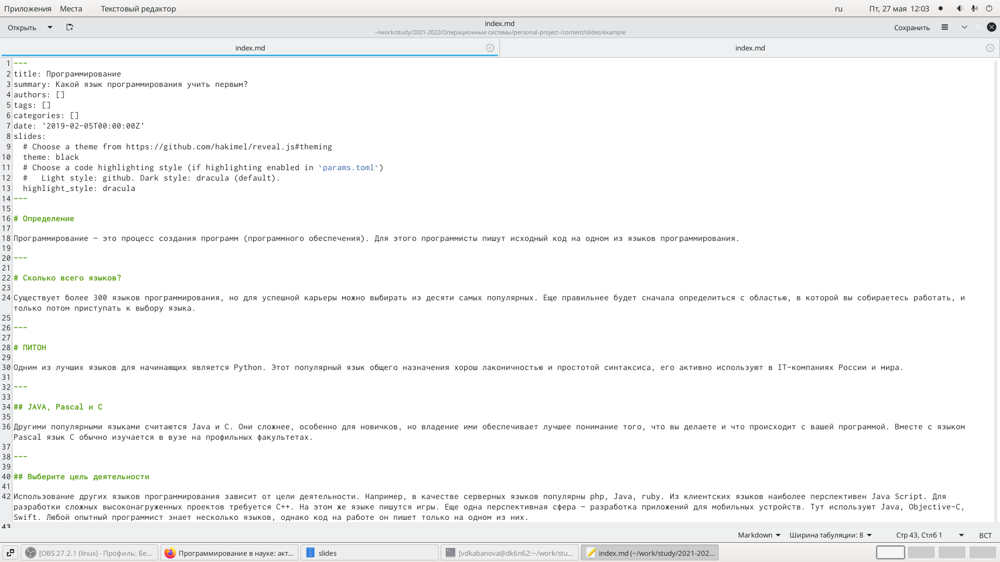 Приложения Места Текстовый редактор ru Пт, 27 мая 12:03
Открыть index.md Сохранить
~/work/study/2021-2022/Операционные системы/personal-project-/content/slides/example
index.md index.md
1 ---
2 title: Программирование
3 summary: Какой язык программирования учить первым?
4 authors: []
5 tags: []
6 categories: []
7 date: '2019-02-05T00:00:00Z'
8 slides:
9 # Choose a theme from https://github.com/hakimel/reveal.js#theming
10 theme: black
11 # Choose a code highlighting style (if highlighting enabled in `params.toml`)
12 #   Light style: github. Dark style: dracula (default).
13 highlight_style: dracula
14 ---
15
16 # Определение
17
18 Программирование – это процесс создания программ (программного обеспечения). Для этого программисты пишут исходный код на одном из языков программирования.
19
20 ---
21
22 # Сколько всего языков?
23
24 Существует более 300 языков программирования, но для успешной карьеры можно выбирать из десяти самых популярных. Еще правильнее будет сначала определиться с областью, в которой вы собираетесь работать, и
только потом приступать к выбору языка.
25
26 ---
27
28 # ПИТОН
29
30 Одним из лучших языков для начинающих является Python. Этот популярный язык общего назначения хорош лаконичностью и простотой синтаксиса, его активно используют в IT-компаниях России и мира.
31
32 ---
33
34 ## JAVA, Pascal и C
35
36 Другими популярными языками считаются Java и C. Они сложнее, особенно для новичков, но владение ими обеспечивает лучшее понимание того, что вы делаете и что происходит с вашей программой. Вместе с языком
Pascal язык C обычно изучается в вузе на профильных факультетах.
37
38 ---
39
40 ## Выберите цель деятельности
41
42 Использование других языков программирования зависит от цели деятельности. Например, в качестве серверных языков популярны php, Java, ruby. Из клиентских языков наиболее перспективен Java Script. Для
разработки сложных высоконагруженных проектов требуется C++. На этом же языке пишутся игры. Еще одна перспективная сфера – разработка приложений для мобильных устройств. Тут используют Java, Objective-C,
Swift. Любой опытный программист знает несколько языков, однако код на работе он пишет только на одном из них.
43
Markdown Ширина табуляции: 8 Стр 43, Стлб 1 ВСТ
[OBS 27.2.1 (linux) - Профиль: Бе... Программирование в науке: акт... slides [vdkabanova@dk6n62:~/work/stu... index.md (~/work/study/2021-202...